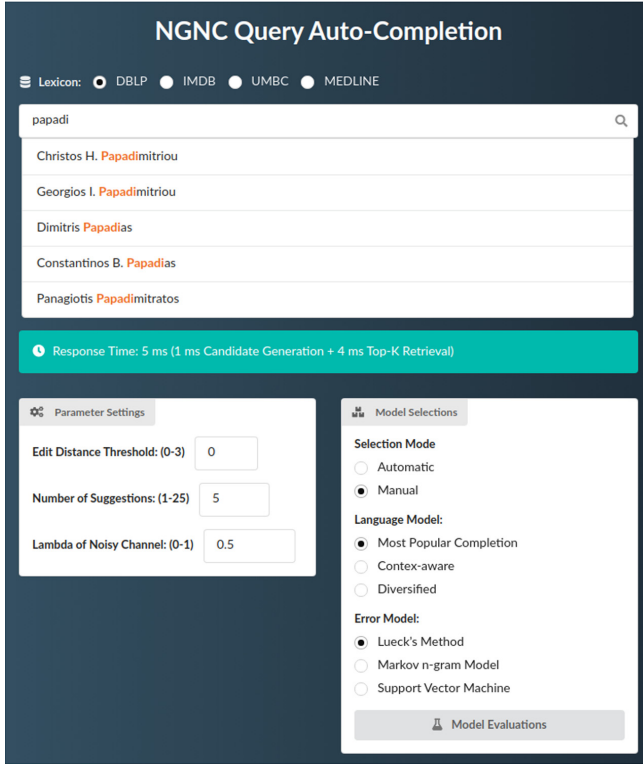 NGNC Query Auto-Completion
Lexicon: DBLP IMDB UMBC MEDLINE
papadi
Christos H. Papadimitriou
Georgios I. Papadimitriou
Dimitris Papadias
Constantinos B. Papadias
Panagiotis Papadimitratos
Response Time: 5 ms (1 ms Candidate Generation + 4 ms Top-K Retrieval)
Parameter Settings
Edit Distance Threshold: (0-3) 0
Number of Suggestions: (1-25) 5
Lambda of Noisy Channel: (0-1) 0.5
Model Selections
Selection Mode
Automatic
Manual
Language Model:
Most Popular Completion
Contex-aware
Diversified
Error Model:
Lueck's Method
Markov n-gram Model
Support Vector Machine
Model Evaluations